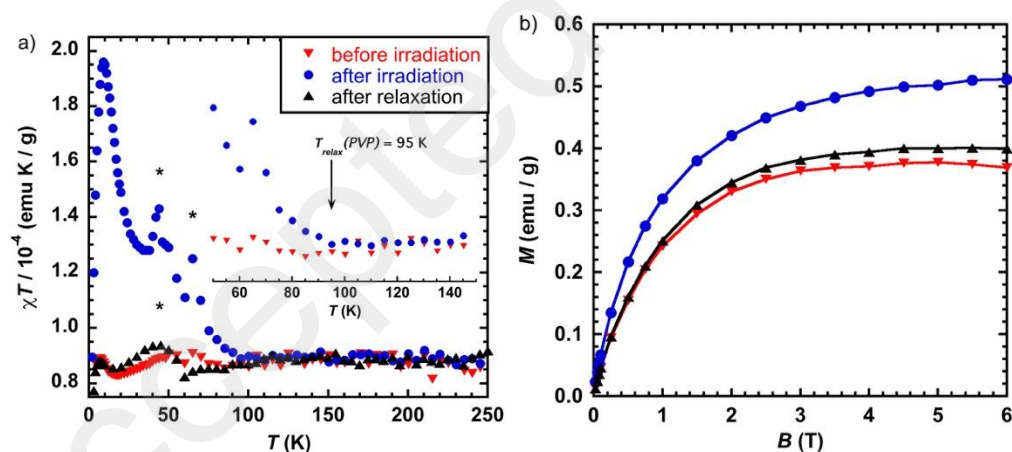 a)
χT / 10⁻⁴ (emu K / g)
2.0
1.8
1.6
1.4
1.2
1.0
0.8
before irradiation
after irradiation
after relaxation
T_relax(PVP) = 95 K
*
*
*
60 80 100 120 140
T (K)
0 50 100 150 200 250
T (K)
b)
M (emu / g)
0.6
0.5
0.4
0.3
0.2
0.1
0.0
0 1 2 3 4 5 6
B (T)
accepted